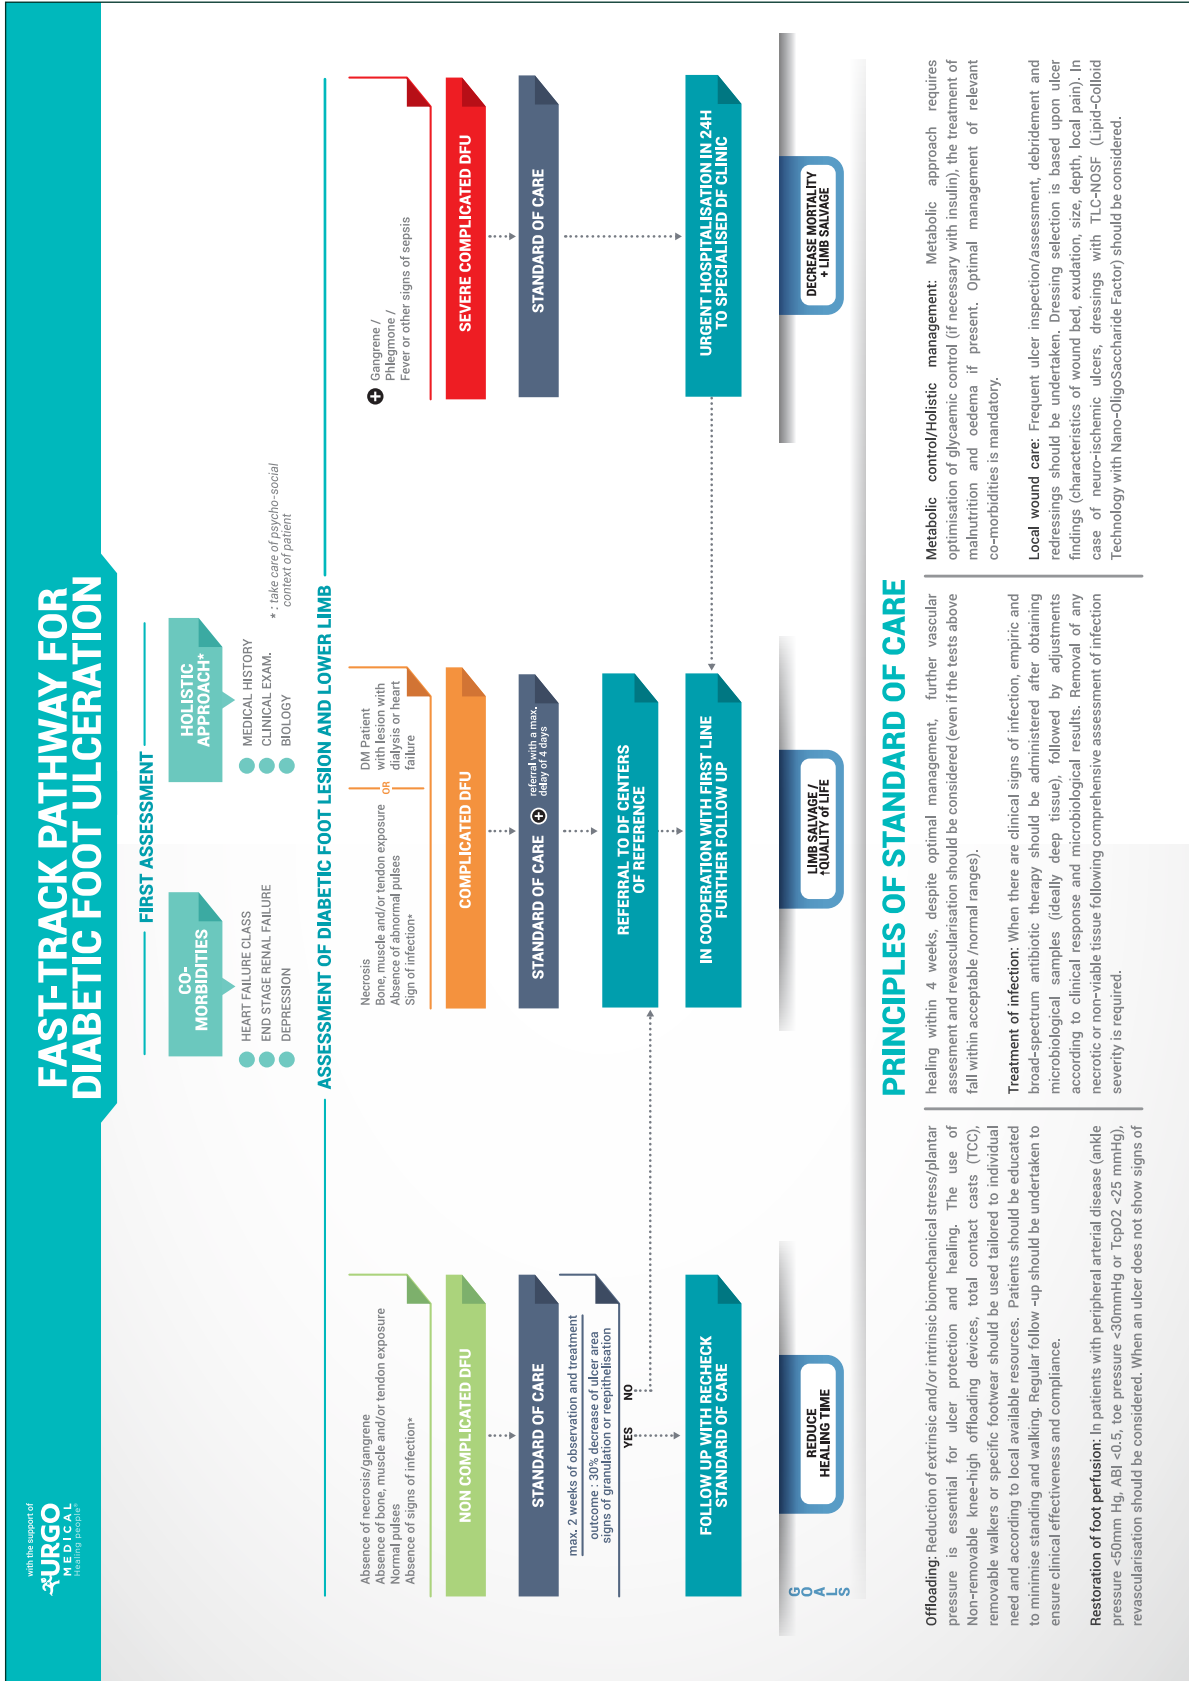 with the support of
URGO
MEDICAL
Healing people®
FAST-TRACK PATHWAY FOR
DIABETIC FOOT ULCERATION
FIRST ASSESSMENT
CO-
MORBIDITIES
HEART FAILURE CLASS
END STAGE RENAL FAILURE
DEPRESSION
HOLISTIC
APPROACH*
MEDICAL HISTORY
CLINICAL EXAM.
BIOLOGY
* : take care of psycho-social
context of patient
ASSESSMENT OF DIABETIC FOOT LESION AND LOWER LIMB
Absence of necrosis/gangrene
Absence of bone, muscle and/or tendon exposure
Normal pulses
Absence of signs of infection*
NON COMPLICATED DFU
STANDARD OF CARE
max. 2 weeks of observation and treatment
outcome : 30% decrease of ulcer area
signs of granulation or reepithelisation
YES
NO
FOLLOW UP WITH RECHECK
STANDARD OF CARE
Necrosis
Bone, muscle and/or tendon exposure
Absence of abnormal pulses
Sign of infection*
OR
DM Patient
with lesion with
dialysis or heart
failure
COMPLICATED DFU
STANDARD OF CARE + referral with a max.
delay of 4 days
REFERRAL TO DF CENTERS
OF REFERENCE
IN COOPERATION WITH FIRST LINE
FURTHER FOLLOW UP
+ Gangrene /
Phlegmone /
Fever or other signs of sepsis
SEVERE COMPLICATED DFU
STANDARD OF CARE
URGENT HOSPITALISATION IN 24H
TO SPECIALISED DF CLINIC
GOALS
REDUCE
HEALING TIME
LIMB SALVAGE /
↑QUALITY of LIFE
DECREASE MORTALITY
+ LIMB SALVAGE
PRINCIPLES OF STANDARD OF CARE
Offloading: Reduction of extrinsic and/or intrinsic biomechanical stress/plantar
pressure is essential for ulcer protection and healing. The use of
Non-removable knee-high offloading devices, total contact casts (TCC),
removable walkers or specific footwear should be used tailored to individual
need and according to local available resources. Patients should be educated
to minimise standing and walking. Regular follow -up should be undertaken to
ensure clinical effectiveness and compliance.
Restoration of foot perfusion: In patients with peripheral arterial disease (ankle
pressure <50mm Hg, ABI <0.5, toe pressure <30mmHg or TcpO2 <25 mmHg),
revascularisation should be considered. When an ulcer does not show signs of
healing within 4 weeks, despite optimal management, further vascular
assesment and revascularisation should be considered (even if the tests above
fall within acceptable /normal ranges).
Treatment of infection: When there are clinical signs of infection, empiric and
broad-spectrum antibiotic therapy should be administered after obtaining
microbiological samples (ideally deep tissue), followed by adjustments
according to clinical response and microbiological results. Removal of any
necrotic or non-viable tissue following comprehensive assessment of infection
severity is required.
Metabolic control/Holistic management: Metabolic approach requires
optimisation of glycaemic control (if necessary with insulin), the treatment of
malnutrition and oedema if present. Optimal management of relevant
co-morbidities is mandatory.
Local wound care: Frequent ulcer inspection/assessment, debridement and
redressings should be undertaken. Dressing selection is based upon ulcer
findings (characteristics of wound bed, exudation, size, depth, local pain). In
case of neuro-ischemic ulcers, dressings with TLC-NOSF (Lipid-Colloid
Technology with Nano-OligoSaccharide Factor) should be considered.